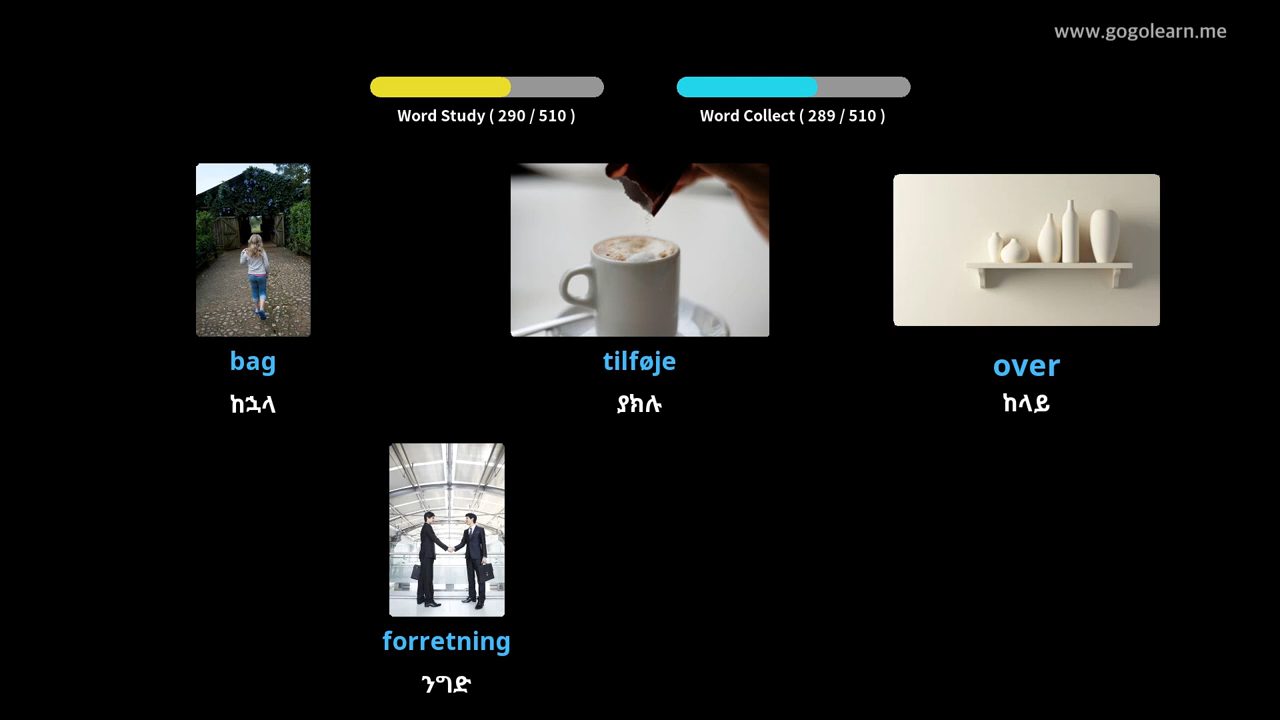 www.gogolearn.me
Word Study ( 290 / 510 )
Word Collect ( 289 / 510 )
bag
ከኋላ
tilføje
ያክሉ
over
ከላይ
forretning
ንግድ